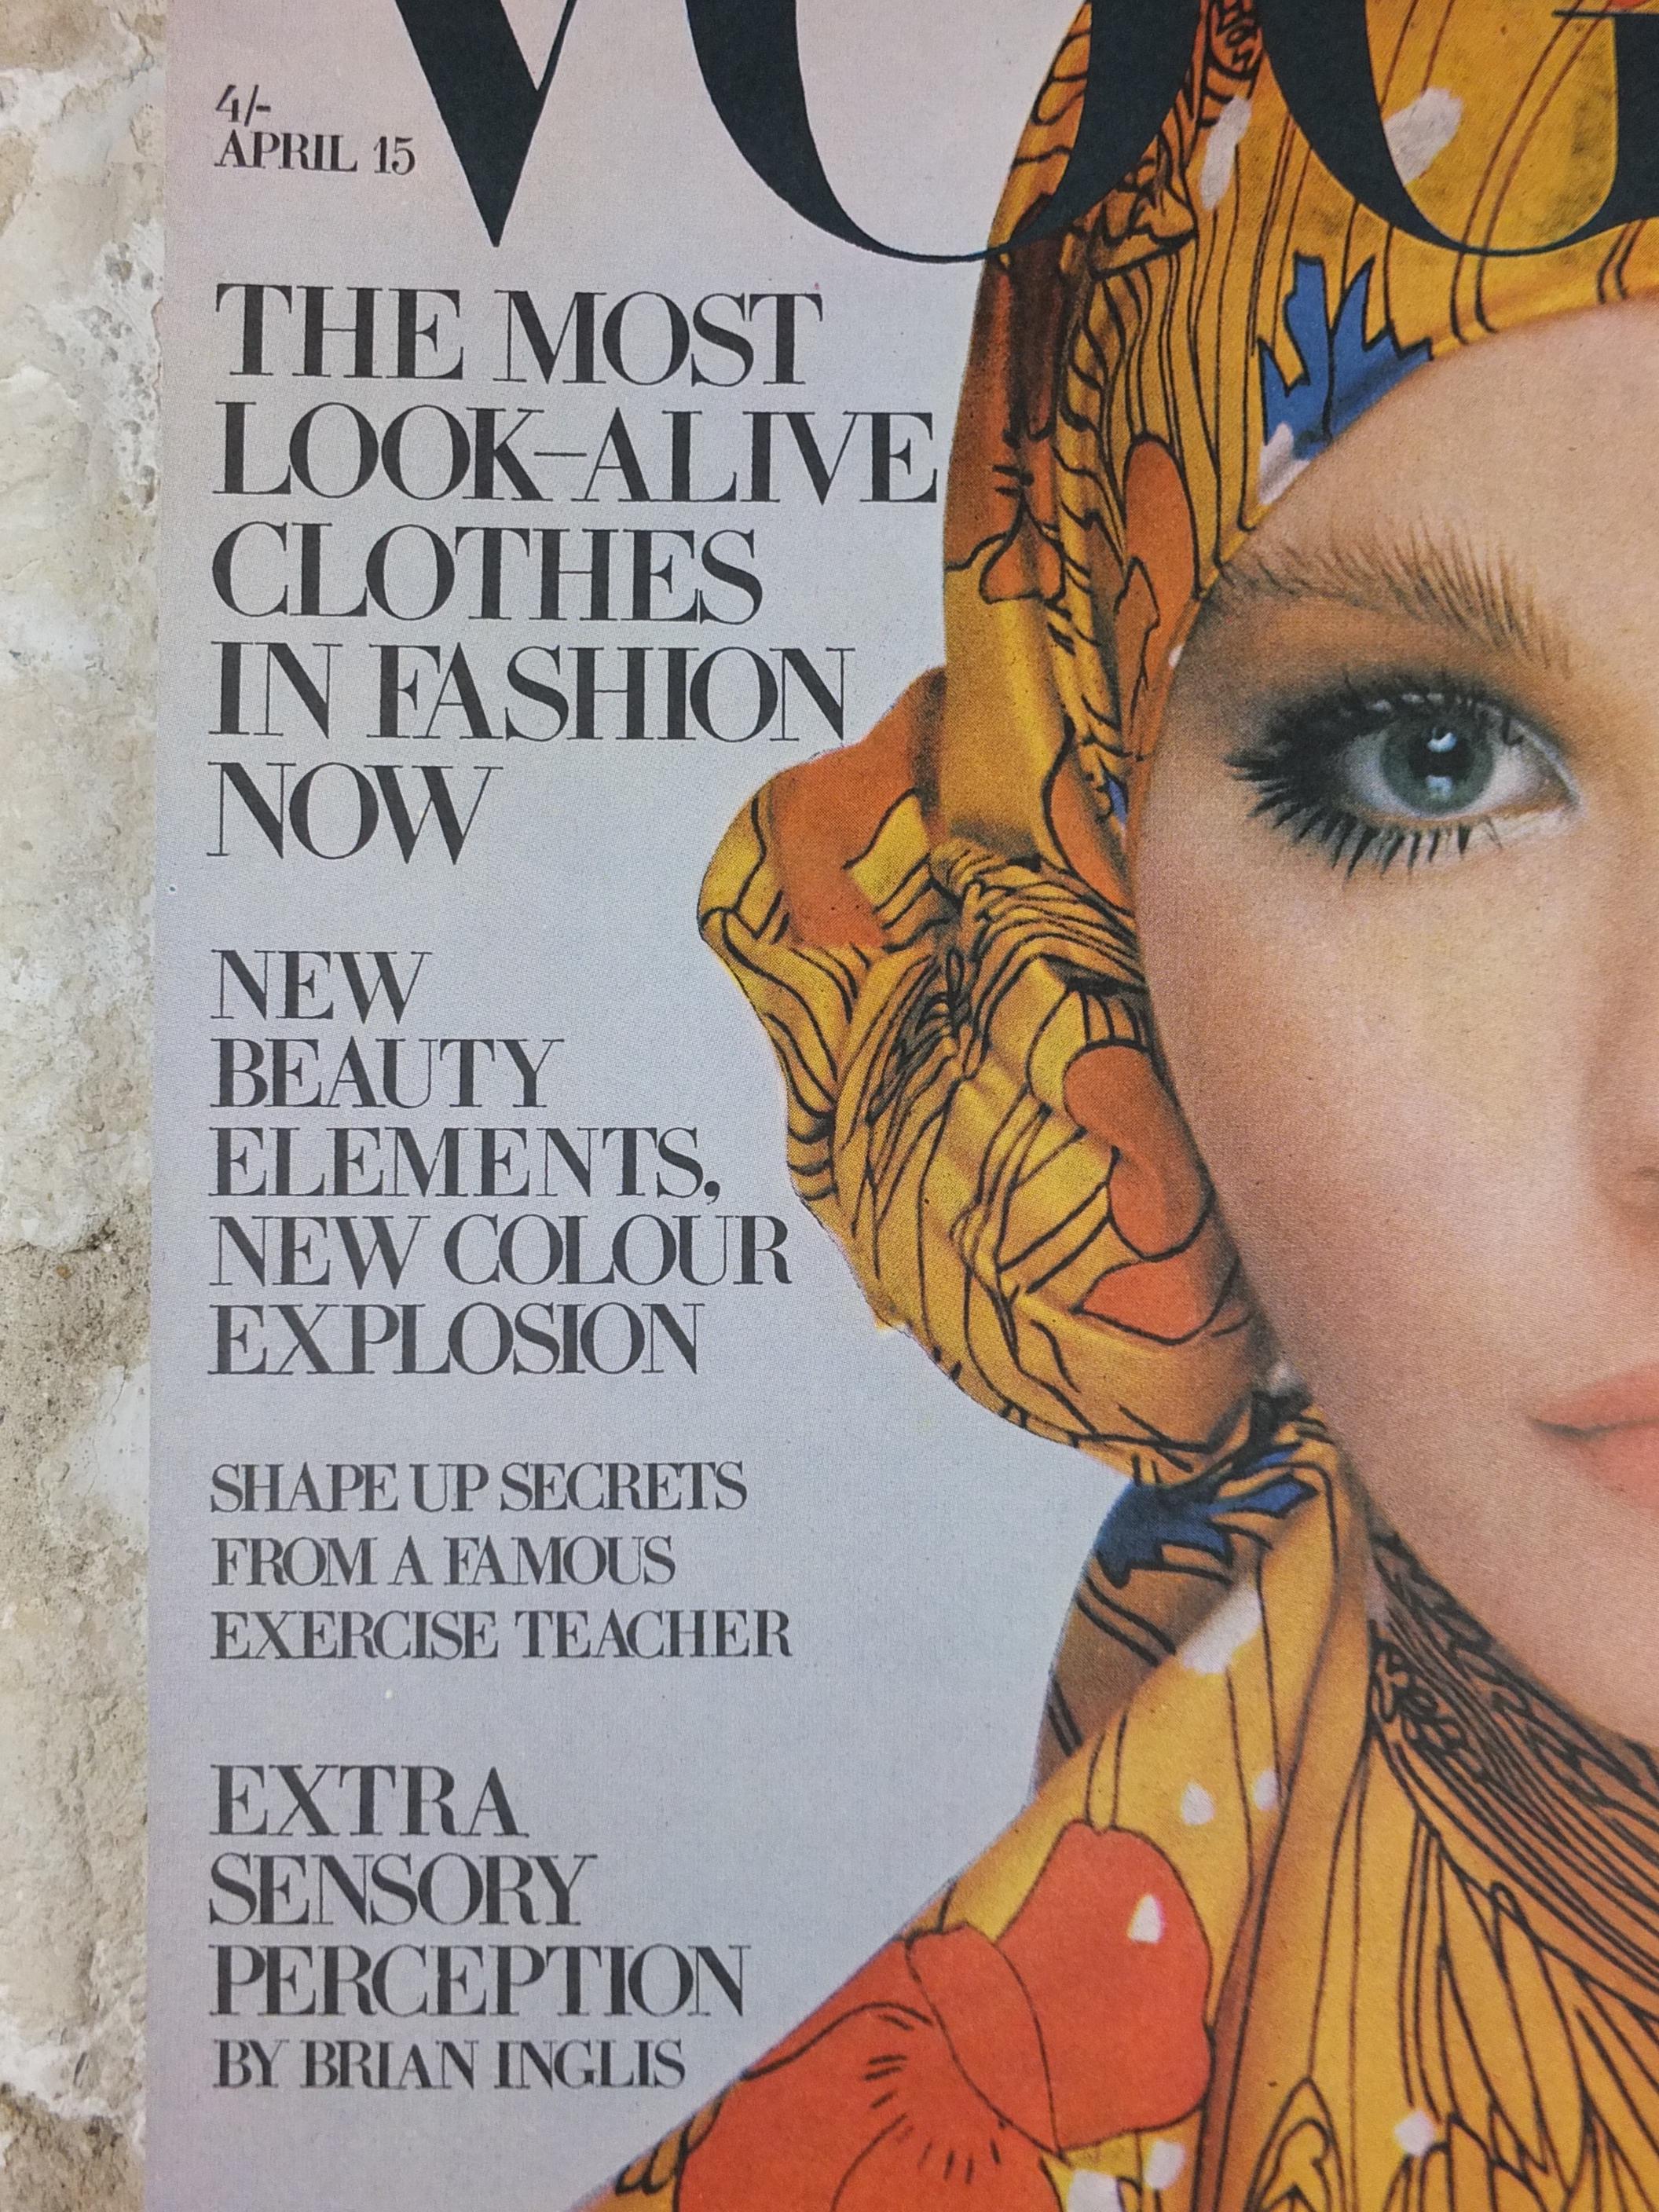 VOG
4/-
APRIL 15
THE MOST
LOOK-ALIVE
CLOTHES
IN FASHION
NOW
NEW
BEAUTY
ELEMENTS,
NEW COLOUR
EXPLOSION
SHAPE UP SECRETS
FROM A FAMOUS
EXERCISE TEACHER
EXTRA
SENSORY
PERCEPTION
BY BRIAN INGLIS